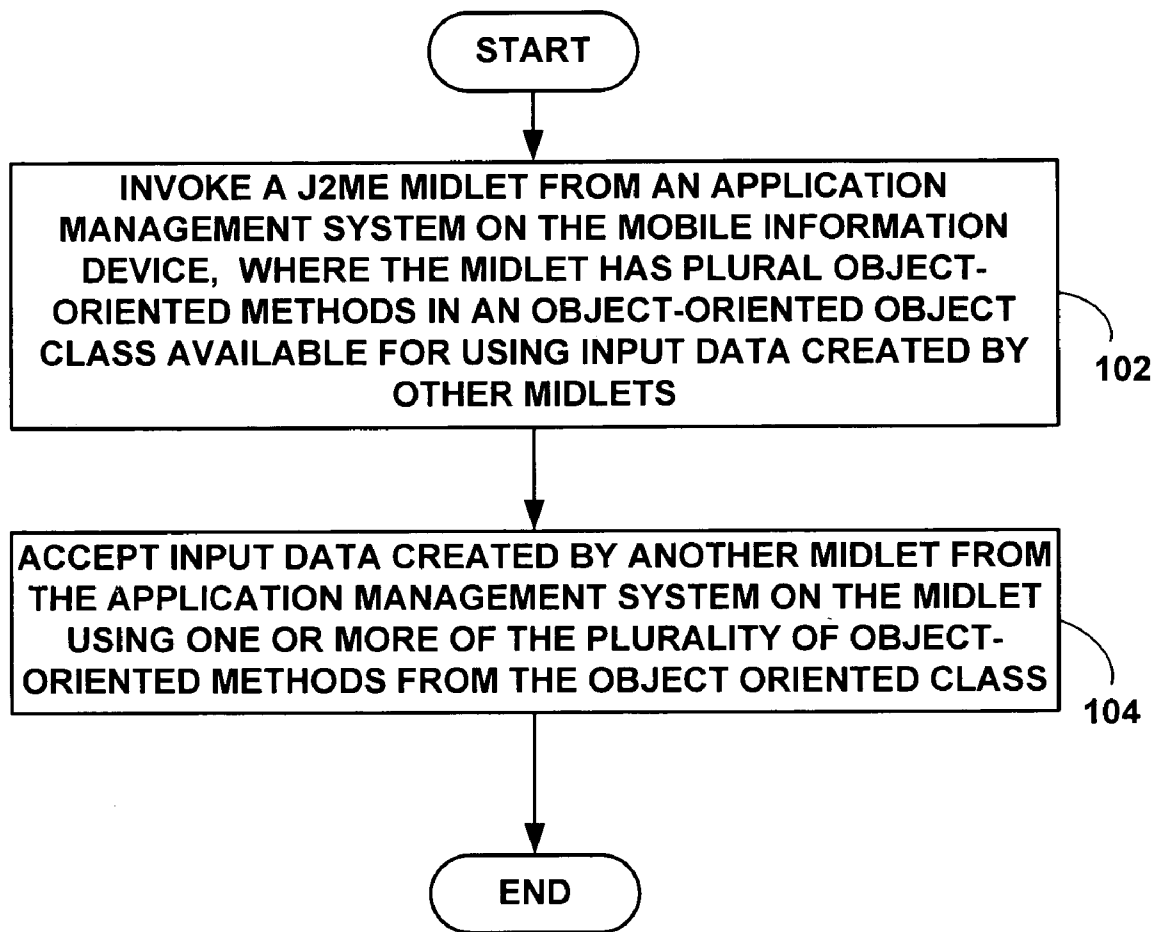 START
INVOKE A J2ME MIDLET FROM AN APPLICATION
MANAGEMENT SYSTEM ON THE MOBILE INFORMATION
DEVICE, WHERE THE MIDLET HAS PLURAL OBJECT-
ORIENTED METHODS IN AN OBJECT-ORIENTED OBJECT
CLASS AVAILABLE FOR USING INPUT DATA CREATED BY
OTHER MIDLETS
102
ACCEPT INPUT DATA CREATED BY ANOTHER MIDLET FROM
THE APPLICATION MANAGEMENT SYSTEM ON THE MIDLET
USING ONE OR MORE OF THE PLURALITY OF OBJECT-
ORIENTED METHODS FROM THE OBJECT ORIENTED CLASS
104
END